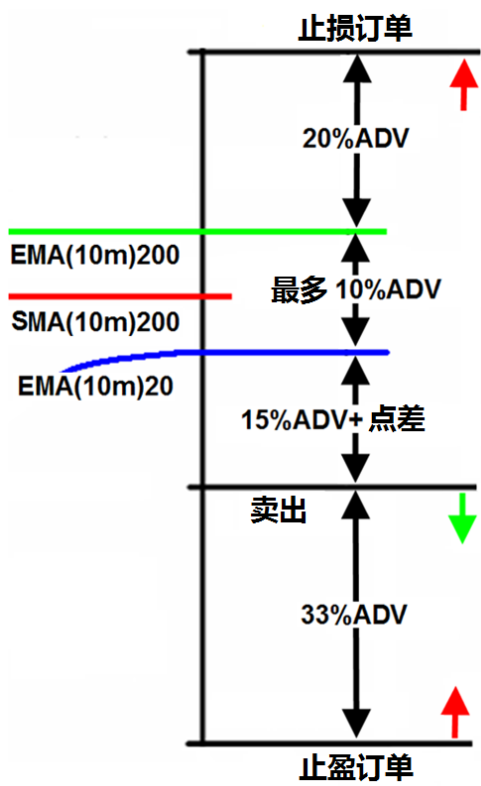 止损订单
20%ADV
EMA(10m)200
最多 10%ADV
SMA(10m)200
EMA(10m)20
15%ADV+ 点差
卖出
33%ADV
止盈订单